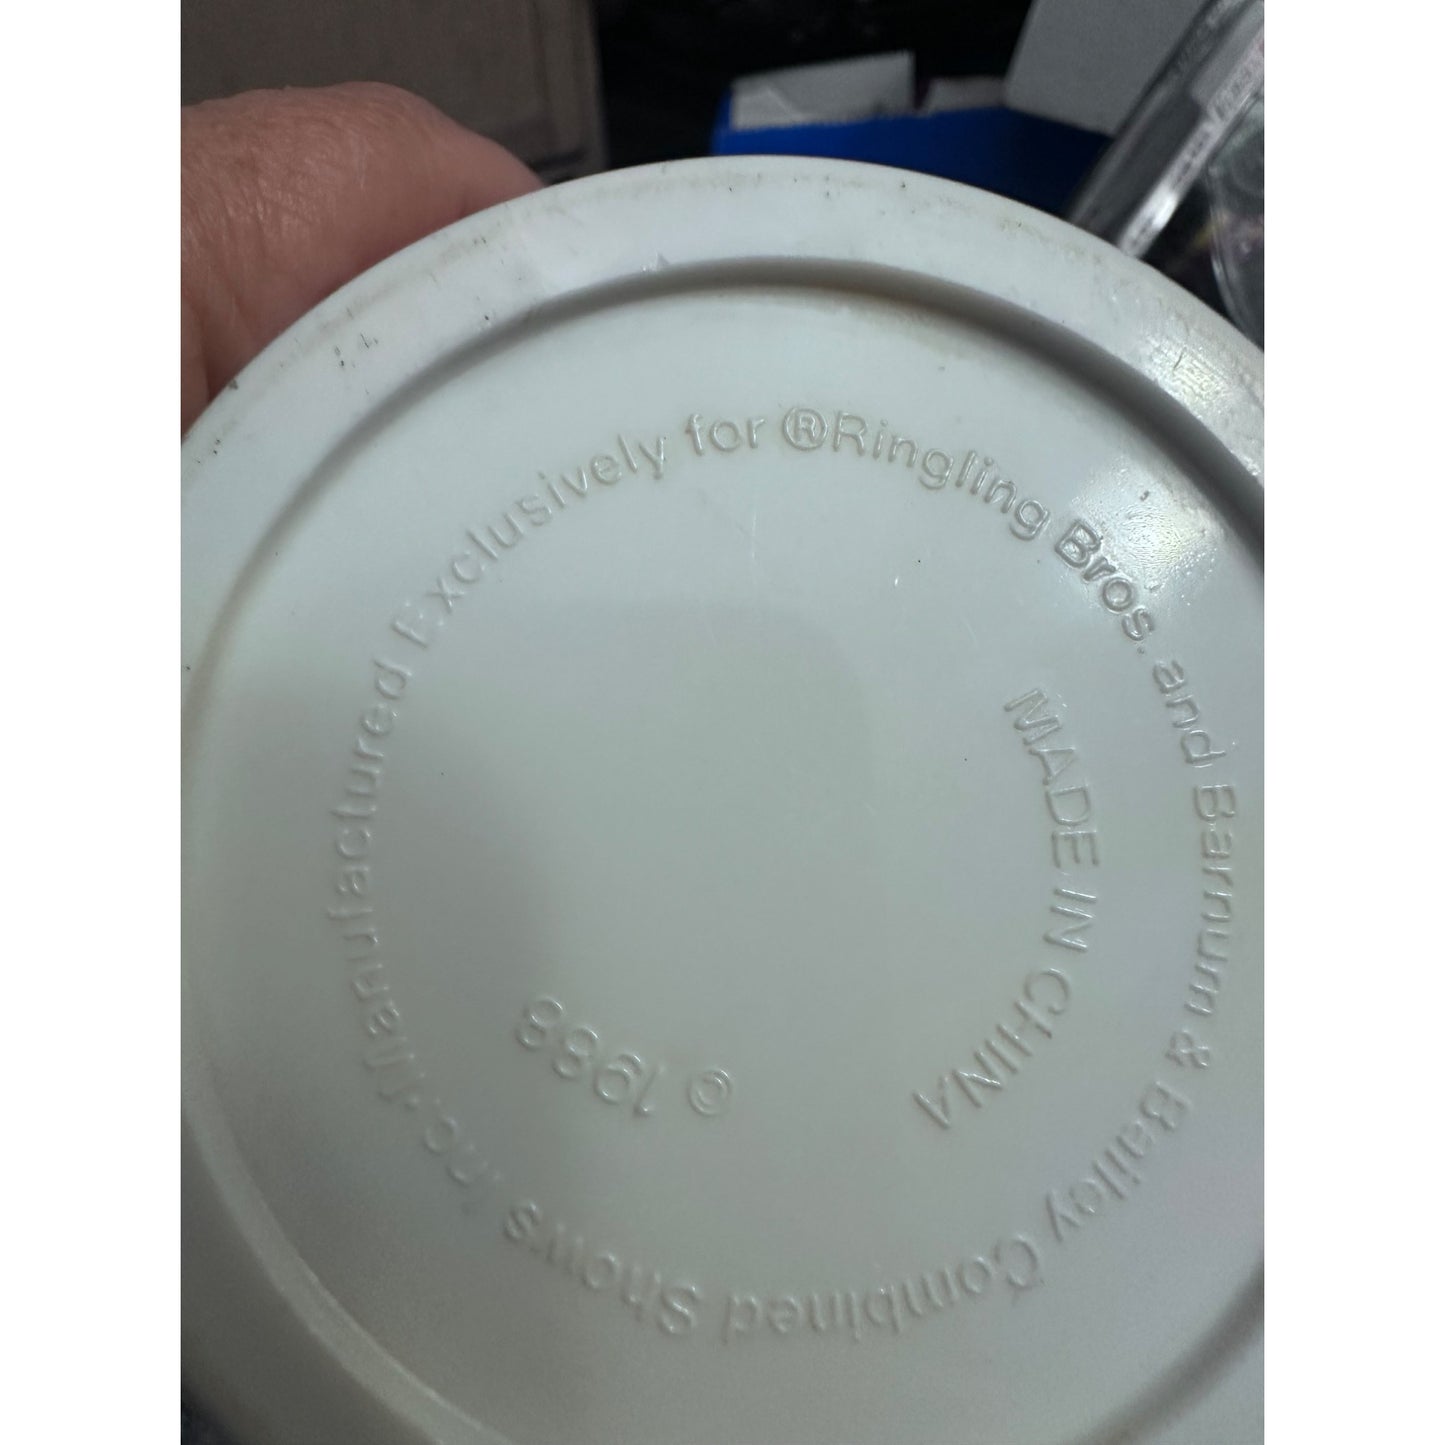 Manufactured Exclusively for ®Ringling Bros. and Barnum & Bailey Combined Shows Inc.
MADE IN CHINA
© 1988